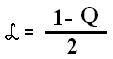 ℒ = (1- Q) / 2